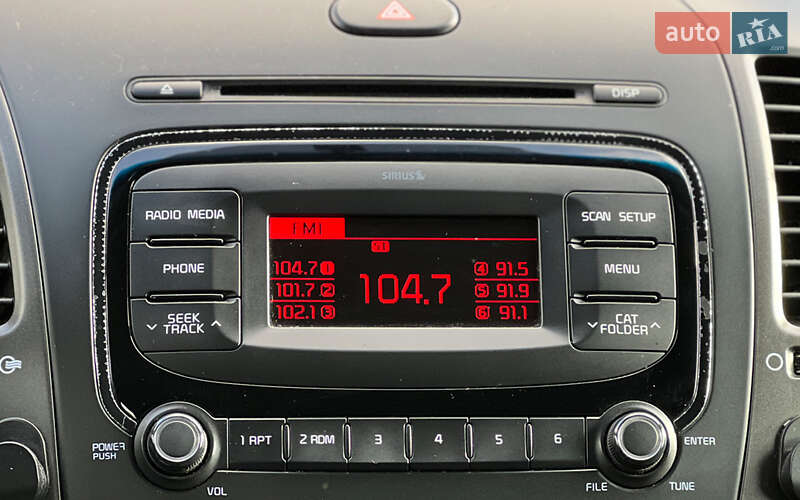 auto RIA .com
DISP
SIRIUS
RADIO MEDIA
SCAN SETUP
FM1
ST
PHONE
MENU
104.7 1
101.7 2
102.1 3
104.7
4 91.5
5 91.9
6 91.1
SEEK
TRACK
CAT
FOLDER
POWER
PUSH
VOL
1 RPT
2 RDM
3
4
5
6
FILE
TUNE
ENTER